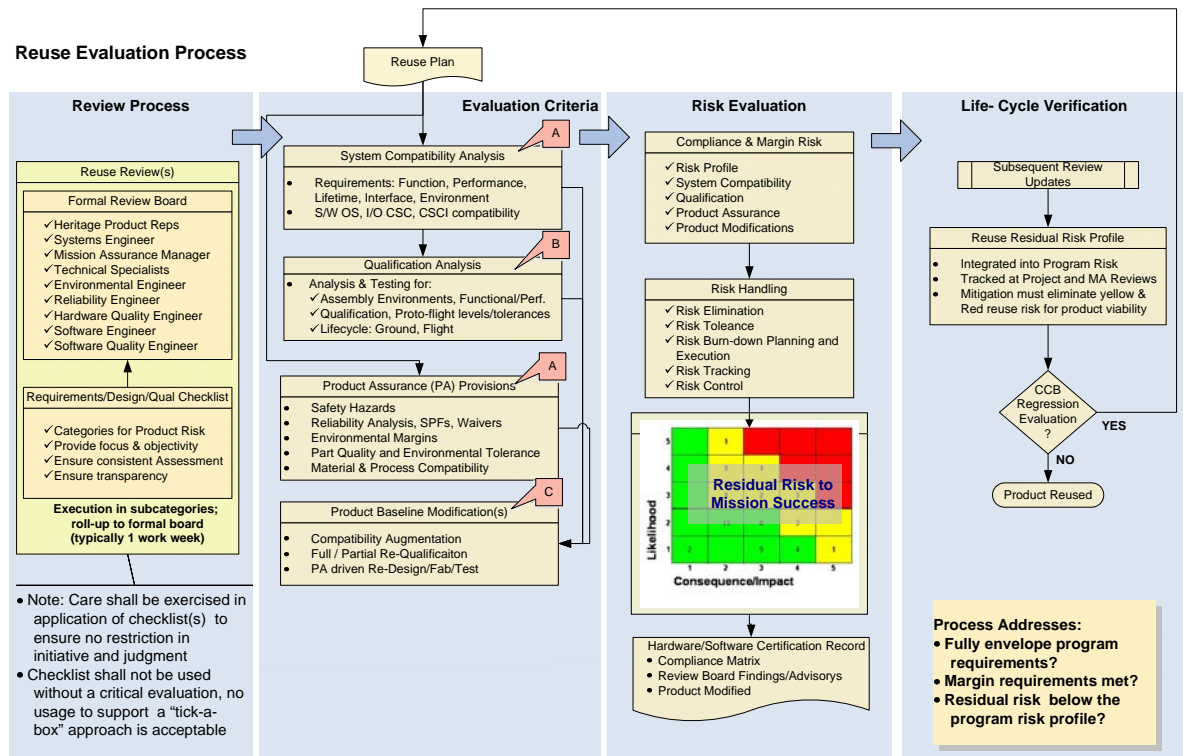 Reuse Evaluation Process
Reuse Plan
Review Process
Reuse Review(s)
Formal Review Board
✓Heritage Product Reps
✓Systems Engineer
✓Mission Assurance Manager
✓Technical Specialists
✓Environmental Engineer
✓Reliability Engineer
✓Hardware Quality Engineer
✓Software Engineer
✓Software Quality Engineer
Requirements/Design/Qual Checklist
✓Categories for Product Risk
✓Provide focus & objectivity
✓Ensure consistent Assessment
✓Ensure transparency
Execution in subcategories;
roll-up to formal board
(typically 1 work week)
• Note: Care shall be exercised in
application of checklist(s) to
ensure no restriction in
initiative and judgment
• Checklist shall not be used
without a critical evaluation, no
usage to support a “tick-a-
box” approach is acceptable
Evaluation Criteria
A
System Compatibility Analysis
• Requirements: Function, Performance,
Lifetime, Interface, Environment
• S/W OS, I/O CSC, CSCI compatibility
B
Qualification Analysis
• Analysis & Testing for:
✓Assembly Environments, Functional/Perf.
✓Qualification, Proto-flight levels/tolerances
✓Lifecycle: Ground, Flight
A
Product Assurance (PA) Provisions
• Safety Hazards
• Reliability Analysis, SPFs, Waivers
• Environmental Margins
• Part Quality and Environmental Tolerance
• Material & Process Compatibility
C
Product Baseline Modification(s)
• Compatibility Augmentation
• Full / Partial Re-Qualificaiton
• PA driven Re-Design/Fab/Test
Risk Evaluation
Compliance & Margin Risk
✓Risk Profile
✓System Compatibility
✓Qualification
✓Product Assurance
✓Product Modifications
Risk Handling
✓Risk Elimination
✓Risk Toleance
✓Risk Burn-down Planning and
Execution
✓Risk Tracking
✓Risk Control
Likelihood
5
4
2
1
Residual Risk to
Mission Success
2 5 4 1
1 2 3 4 5
Consequence/Impact
Hardware/Software Certification Record
• Compliance Matrix
• Review Board Findings/Advisorys
• Product Modified
Life- Cycle Verification
Subsequent Review
Updates
Reuse Residual Risk Profile
• Integrated into Program Risk
• Tracked at Project and MA Reviews
• Mitigation must eliminate yellow &
Red reuse risk for product viability
CCB
Regression
Evaluation
?
YES
NO
Product Reused
Process Addresses:
• Fully envelope program
requirements?
• Margin requirements met?
• Residual risk below the
program risk profile?